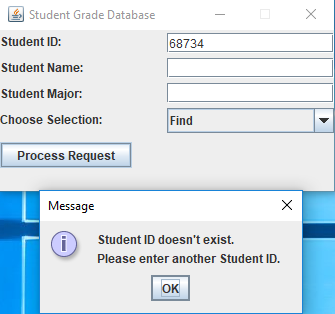 Student Grade Database
Student ID: 68734
Student Name:
Student Major:
Choose Selection: Find
Process Request
Message
Student ID doesn't exist.
Please enter another Student ID.
OK